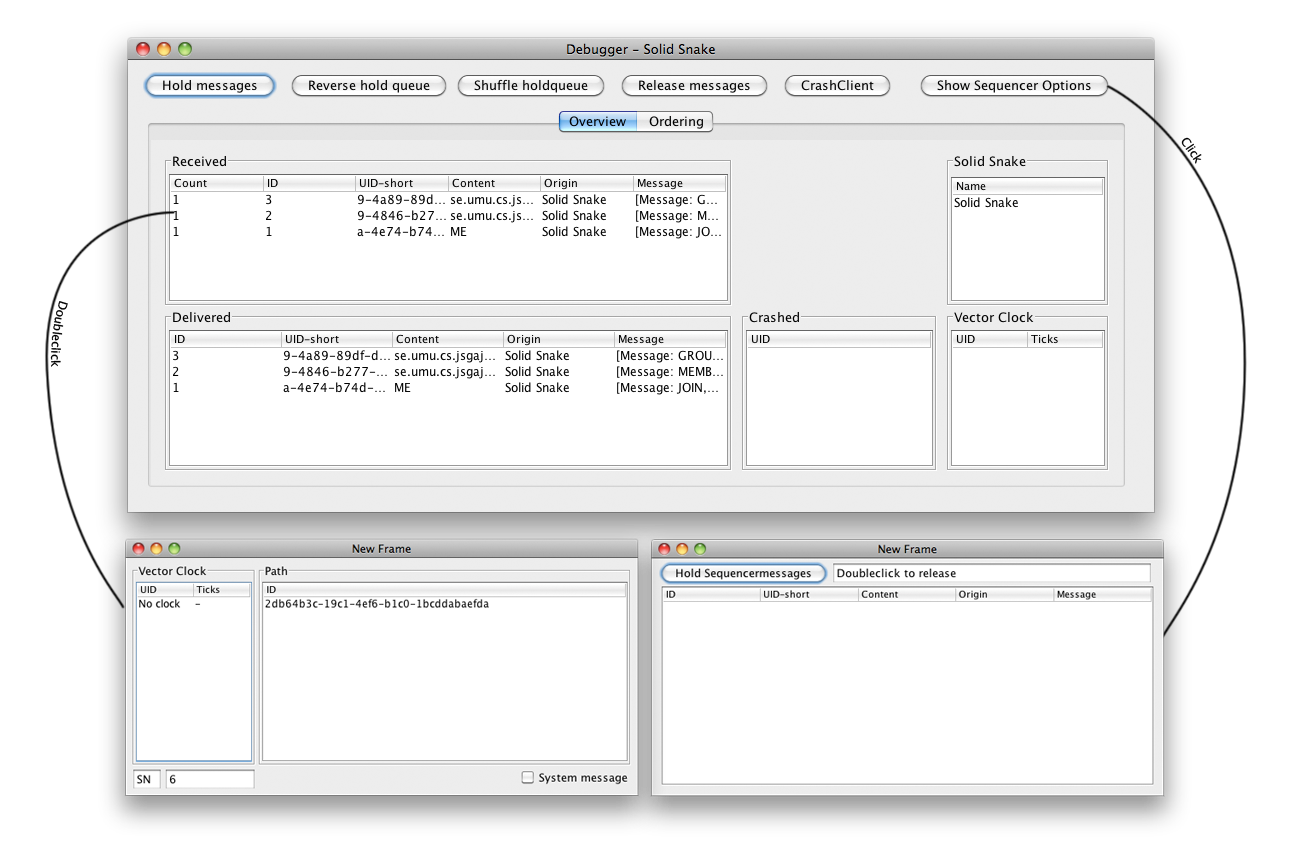 Debugger – Solid Snake
Hold messages Reverse hold queue Shuffle holdqueue Release messages CrashClient Show Sequencer Options
Click
Overview Ordering
Received
Count ID UID-short Content Origin Message
1 3 9-4a89-89d... se.umu.cs.js... Solid Snake [Message: G...
1 2 9-4846-b27... se.umu.cs.js... Solid Snake [Message: M...
1 1 a-4e74-b74... ME Solid Snake [Message: JO...
Solid Snake
Name
Solid Snake
Doubleclick
Delivered
ID UID-short Content Origin Message
3 9-4a89-89df-d... se.umu.cs.jsgaj... Solid Snake [Message: GROU...
2 9-4846-b277-... se.umu.cs.jsgaj... Solid Snake [Message: MEMB...
1 a-4e74-b74d-... ME Solid Snake [Message: JOIN,...
Crashed
UID
Vector Clock
UID Ticks
New Frame
Vector Clock
UID Ticks
No clock –
Path
ID
2db64b3c-19c1-4ef6-b1c0-1bcddabaefda
SN 6
System message
New Frame
Hold Sequencermessages Doubleclick to release
ID UID-short Content Origin Message